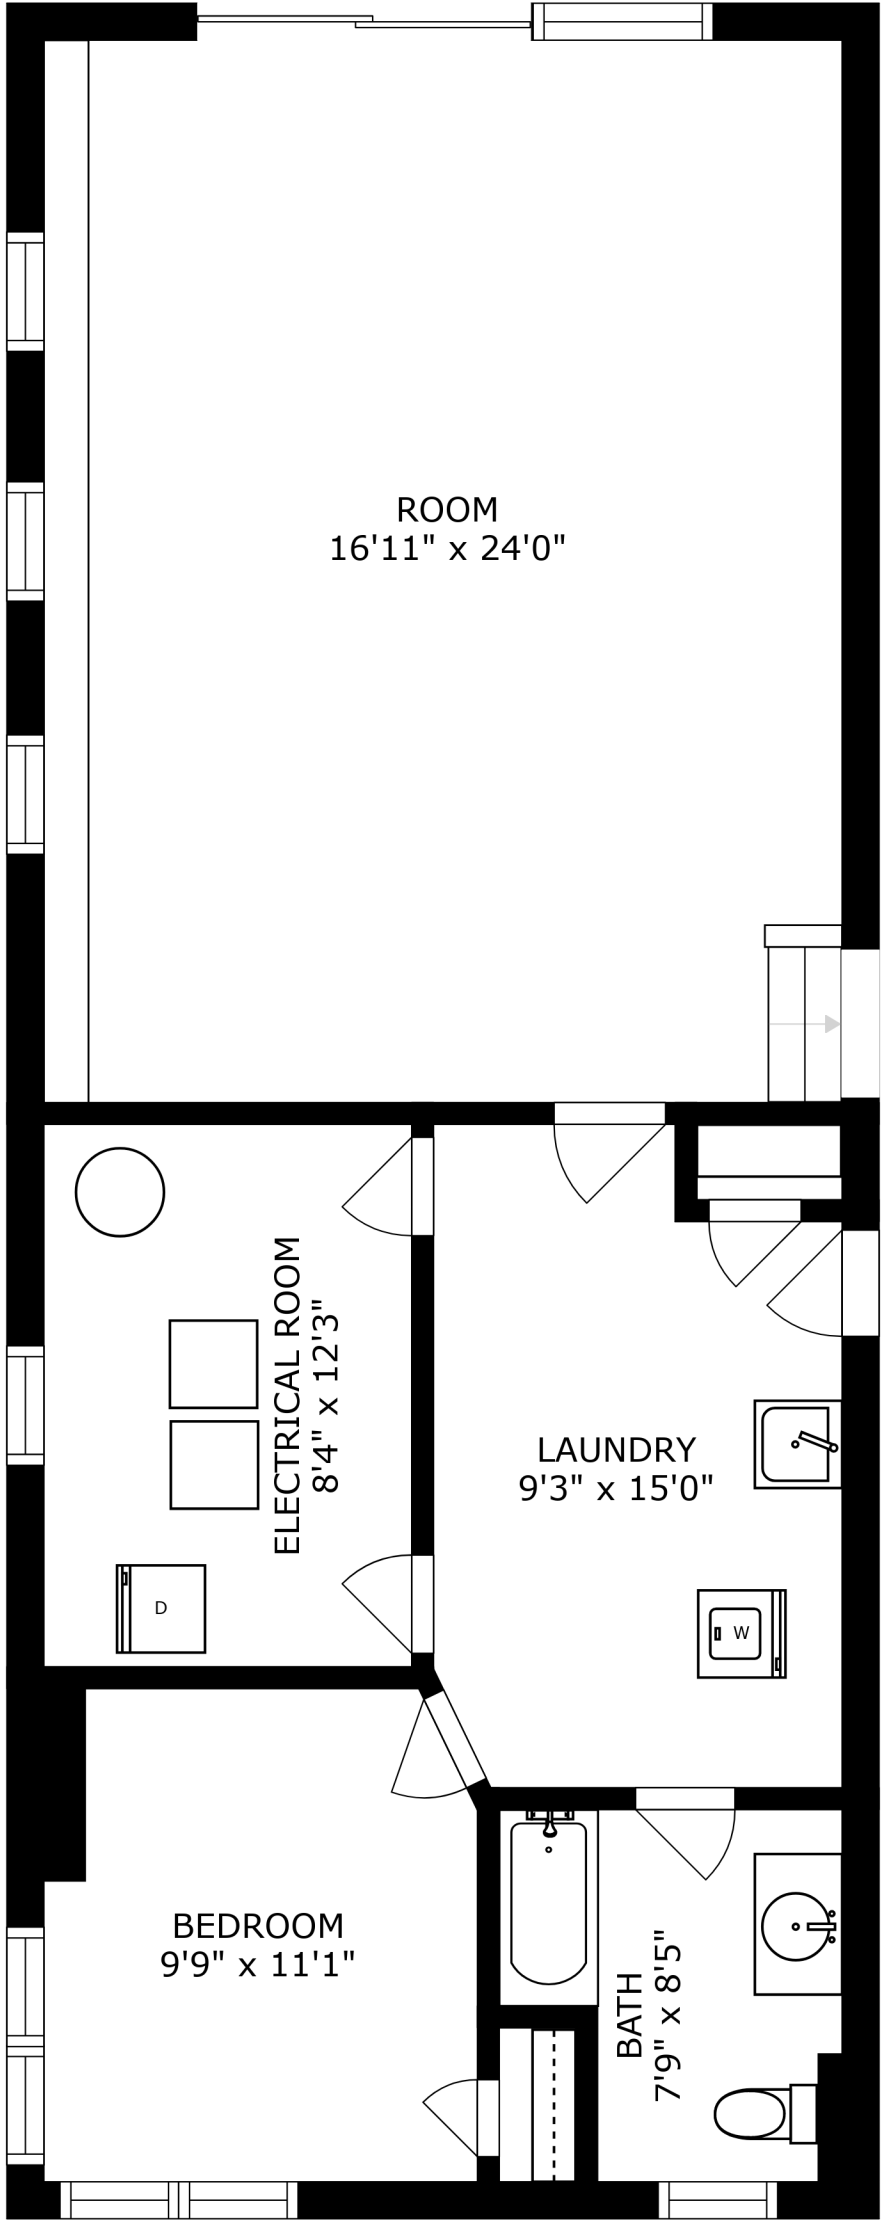 ROOM
16'11" x 24'0"
ELECTRICAL ROOM
8'4" x 12'3"
LAUNDRY
9'3" x 15'0"
D
W
BEDROOM
9'9" x 11'1"
BATH
7'9" x 8'5"